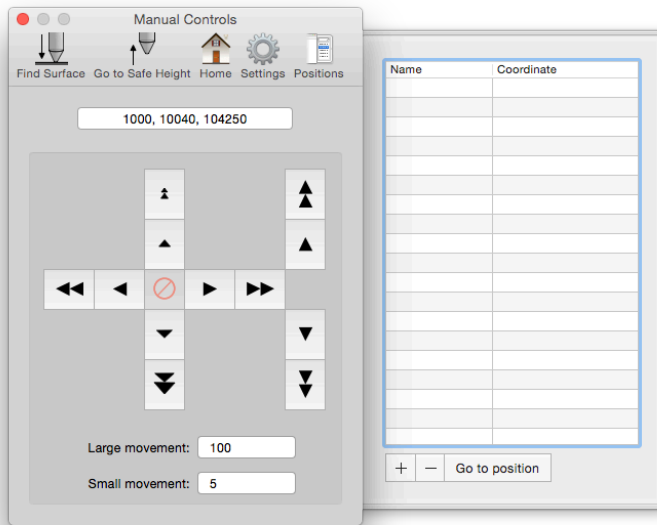 Manual Controls
Find Surface Go to Safe Height Home Settings Positions
1000, 10040, 104250
Large movement: 100
Small movement: 5
Name Coordinate
+ − Go to position